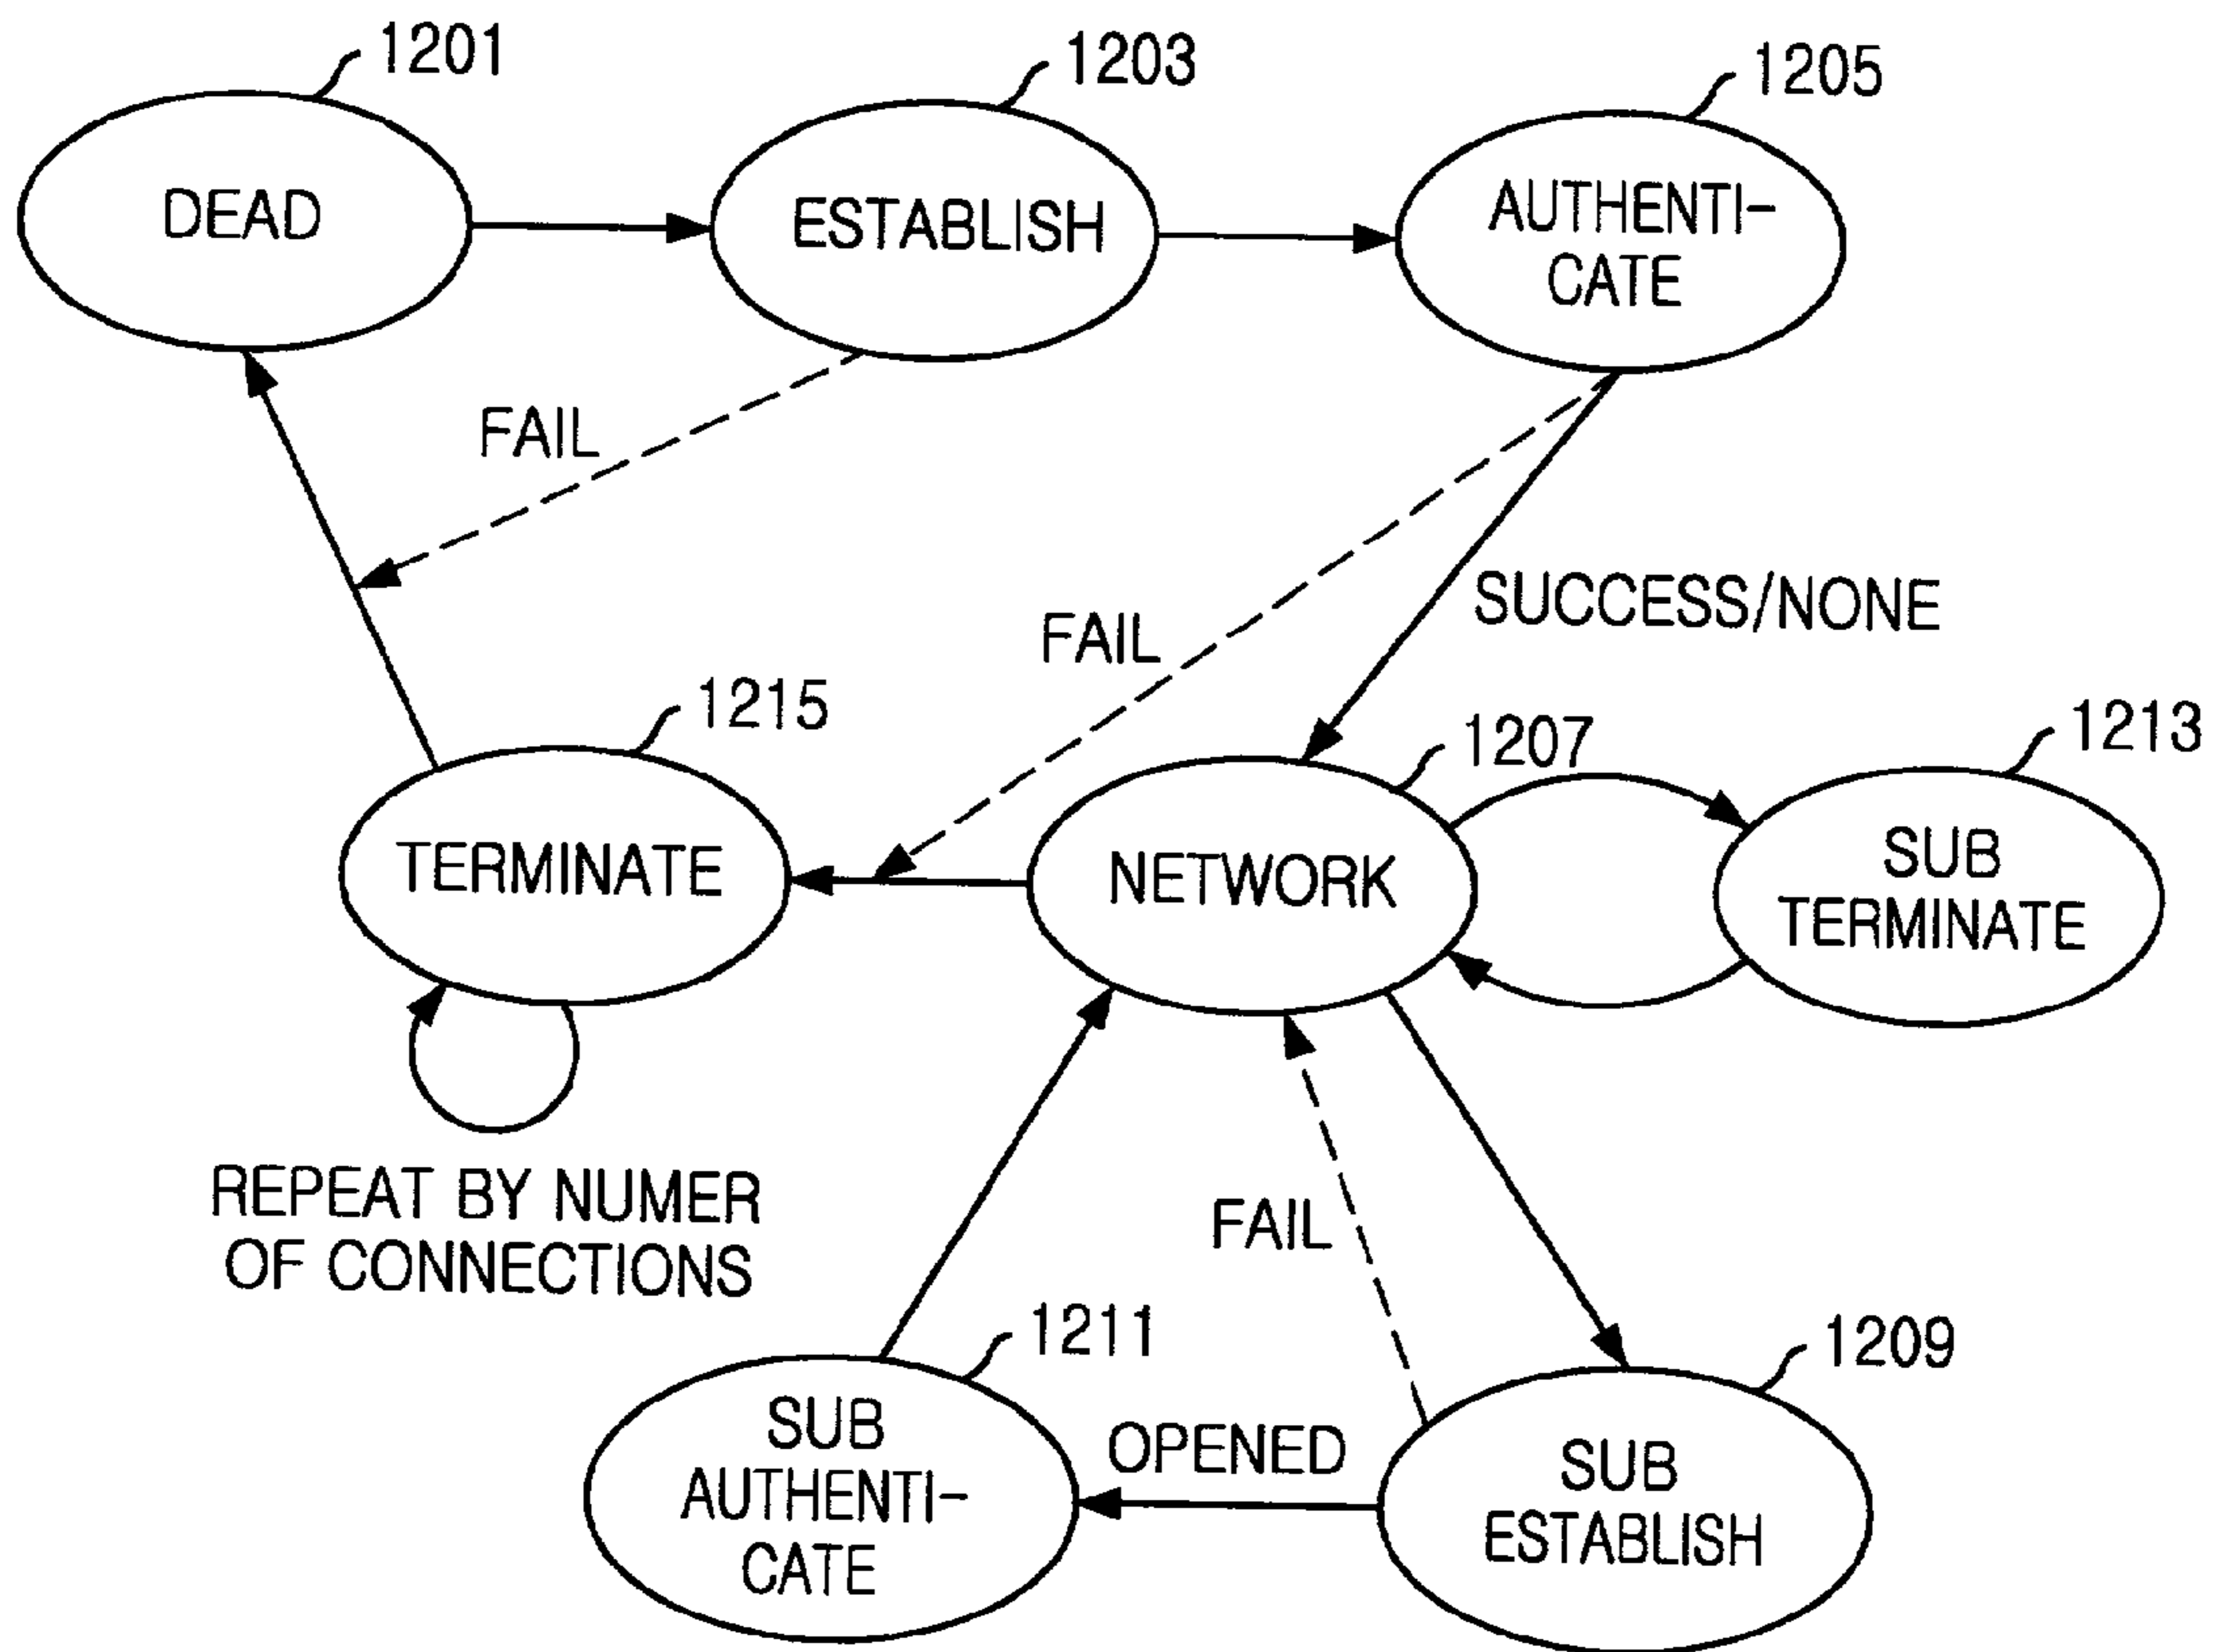 1201
1203
1205
DEAD
ESTABLISH
AUTHENTI-
CATE
FAIL
FAIL
SUCCESS/NONE
1215
1207
1213
TERMINATE
NETWORK
SUB
TERMINATE
REPEAT BY NUMER
OF CONNECTIONS
FAIL
1211
1209
SUB
AUTHENTI-
CATE
OPENED
SUB
ESTABLISH